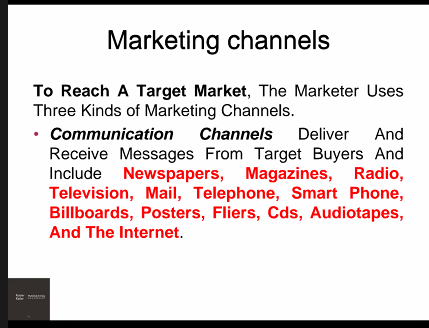 Marketing channels
To Reach A Target Market, The Marketer Uses
Three Kinds of Marketing Channels.
• Communication Channels Deliver And
Receive Messages From Target Buyers And
Include Newspapers, Magazines, Radio,
Television, Mail, Telephone, Smart Phone,
Billboards, Posters, Fliers, Cds, Audiotapes,
And The Internet.